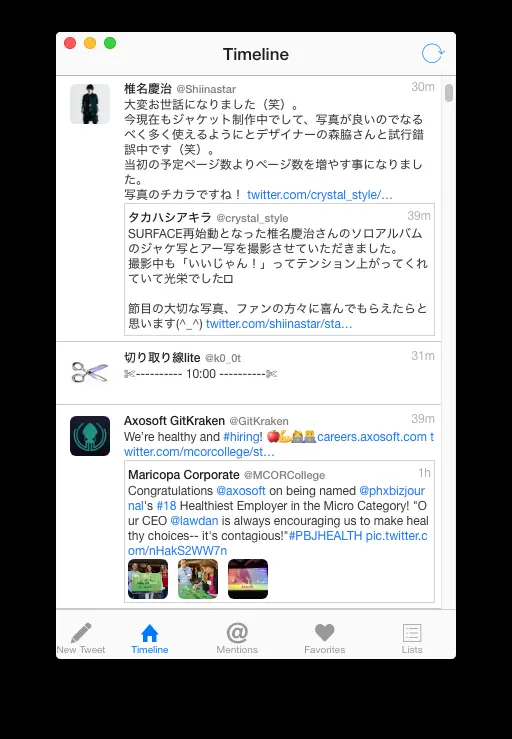 Timeline
椎名慶治 @Shiinastar 30m
大変お世話になりました（笑）。
今現在もジャケット制作中でして、写真が良いのでなる
べく多く使えるようにとデザイナーの森脇さんと試行錯
誤中です（笑）。
当初の予定ページ数よりページ数を増やす事になりまし
た。
写真のチカラですね！ twitter.com/crystal_style/…
タカハシアキラ @crystal_style 39m
SURFACE再始動となった椎名慶治さんのソロアルバム
のジャケ写とアー写を撮影させていただきました。
撮影中も「いいじゃん！」ってテンション上がってくれ
ていて光栄でした
節目の大切な写真、ファンの方々に喜んでもらえたらと
思います(^_^) twitter.com/shiinastar/sta…
切り取り線lite @k0_0t 31m
✄---------- 10:00 ----------✄
Axosoft GitKraken @GitKraken 39m
We're healthy and #hiring! 🍎💪🙋💻careers.axosoft.com t
witter.com/mcorcollege/st…
Maricopa Corporate @MCORCollege 1h
Congratulations @axosoft on being named @phxbizjour
nal's #18 Healthiest Employer in the Micro Category! "O
ur CEO @lawdan is always encouraging us to make heal
thy choices-- it's contagious!"#PBJHEALTH pic.twitter.c
om/nHakS2WW7n
New Tweet
Timeline
Mentions
Favorites
Lists